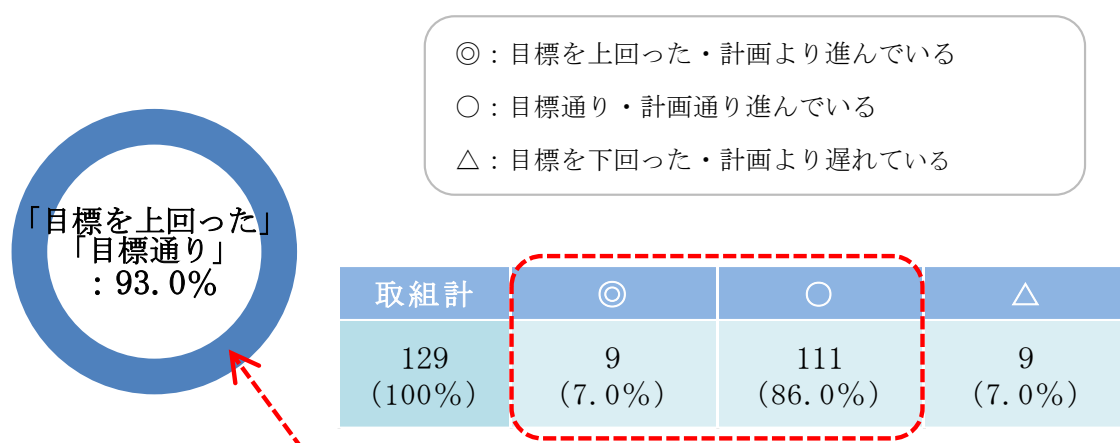 ◎：目標を上回った・計画より進んでいる
○：目標通り・計画通り進んでいる
△：目標を下回った・計画より遅れている
「目標を上回った」
「目標通り」
：93.0%
取組計 ◎ ○ △
129 9 111 9
(100%) (7.0%) (86.0%) (7.0%)